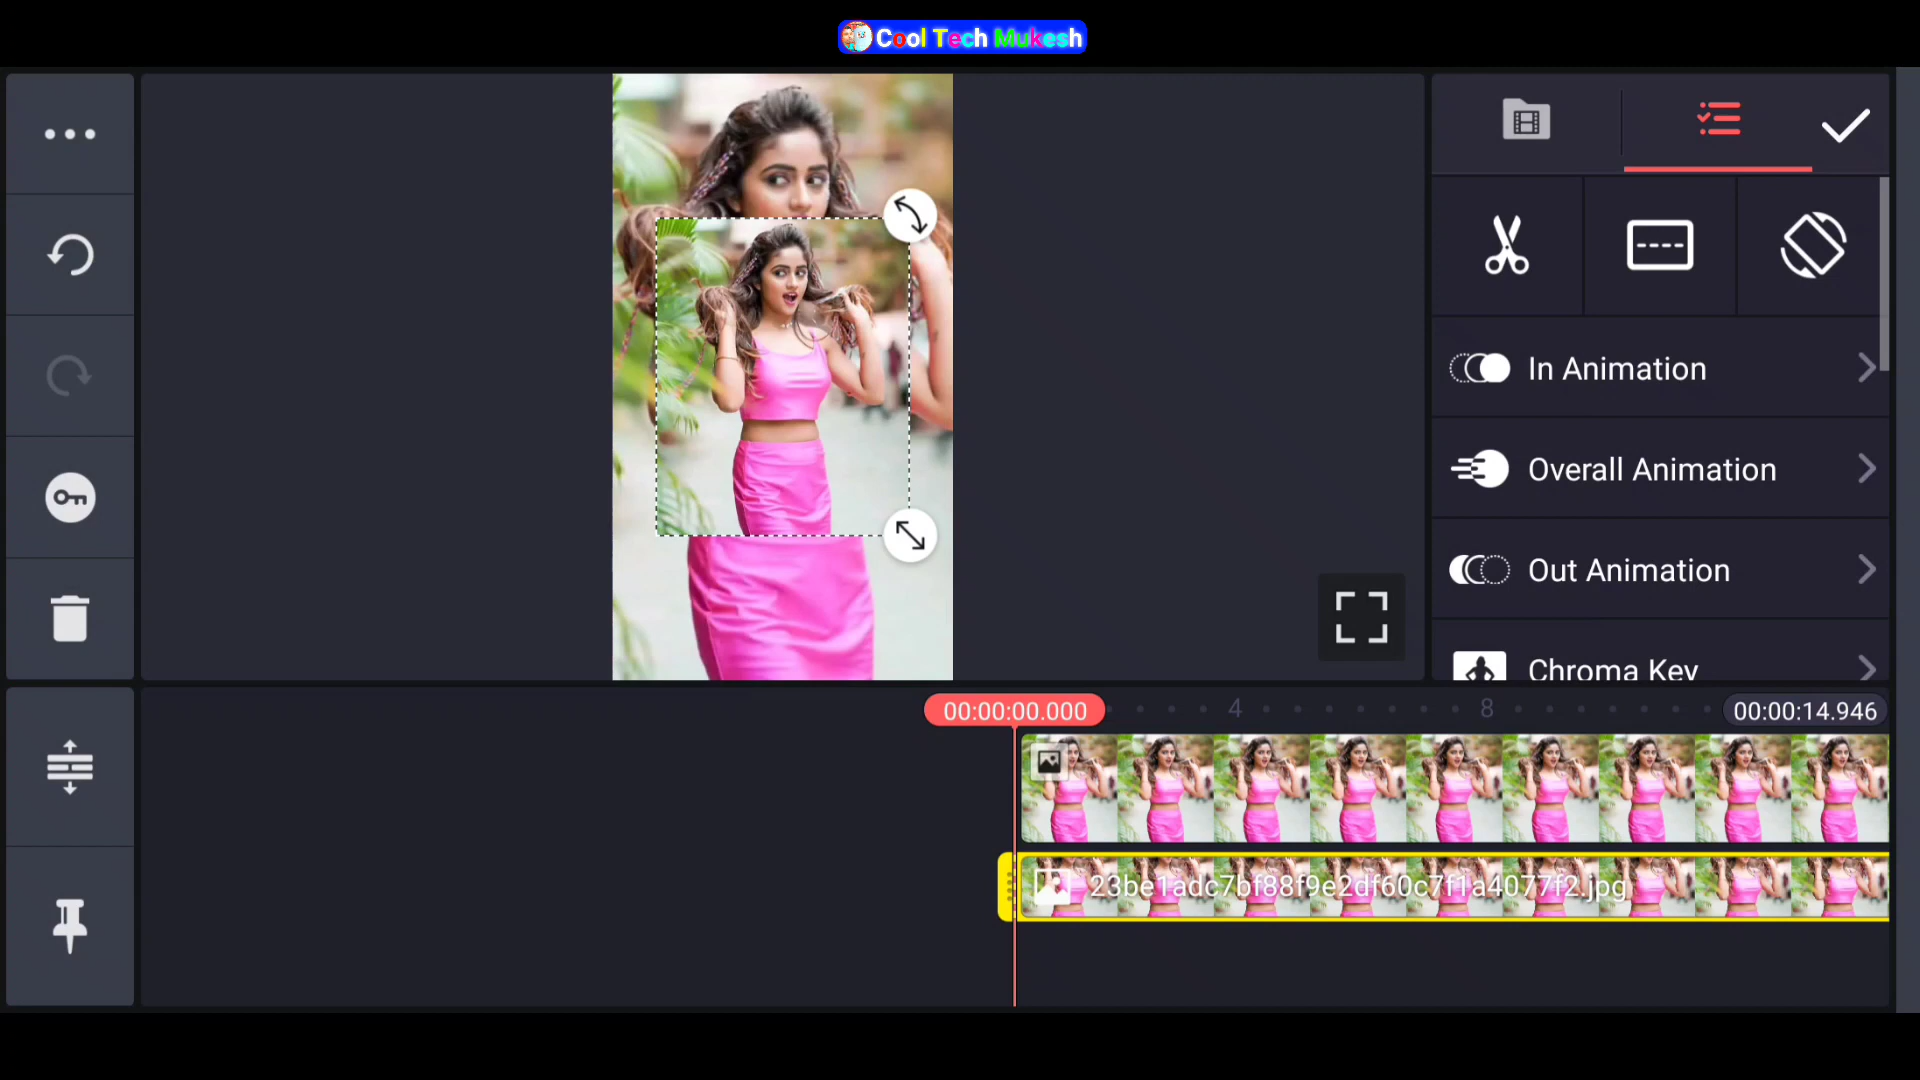 Cool Tech Mukesh
In Animation
Overall Animation
Out Animation
Chroma Key
00:00:00.000
4
8
00:00:14.946
23be1adc7bf88f9e2df60c7f1a4077f2.jpg